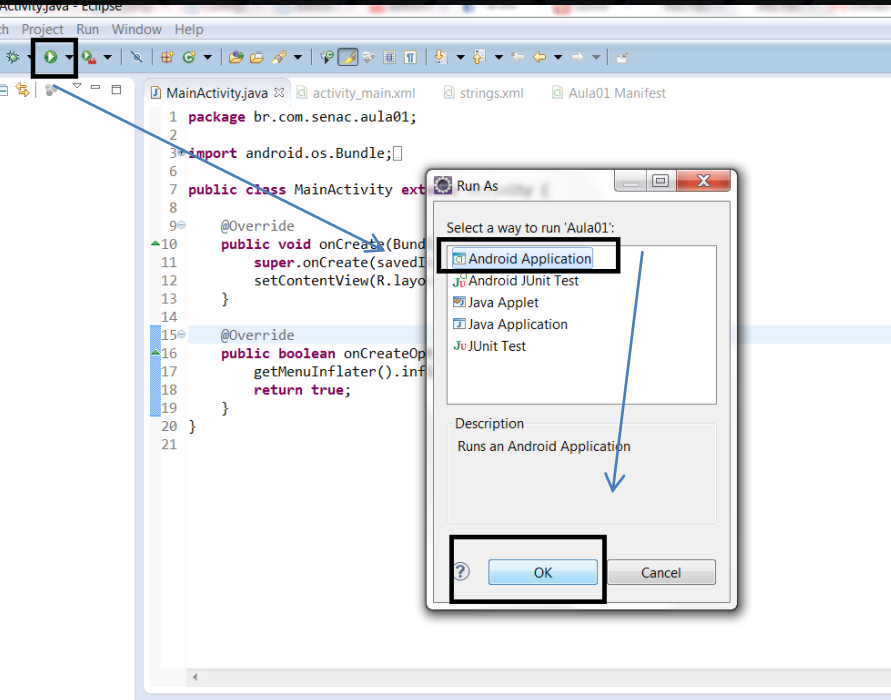 Activity.java - Eclipse
ch Project Run Window Help
MainActivity.java
activity_main.xml
strings.xml
Aula01 Manifest
1 package br.com.senac.aula01;
2
3 import android.os.Bundle;
6
7 public class MainActivity ext
8
9 @Override
10 public void onCreate(Bund
11 super.onCreate(savedI
12 setContentView(R.layo
13 }
14
15 @Override
16 public boolean onCreateOp
17 getMenuInflater().inf
18 return true;
19 }
20 }
21
Run As
Select a way to run 'Aula01':
Android Application
Ju Android JUnit Test
Java Applet
J Java Application
Ju JUnit Test
Description
Runs an Android Application
? OK Cancel